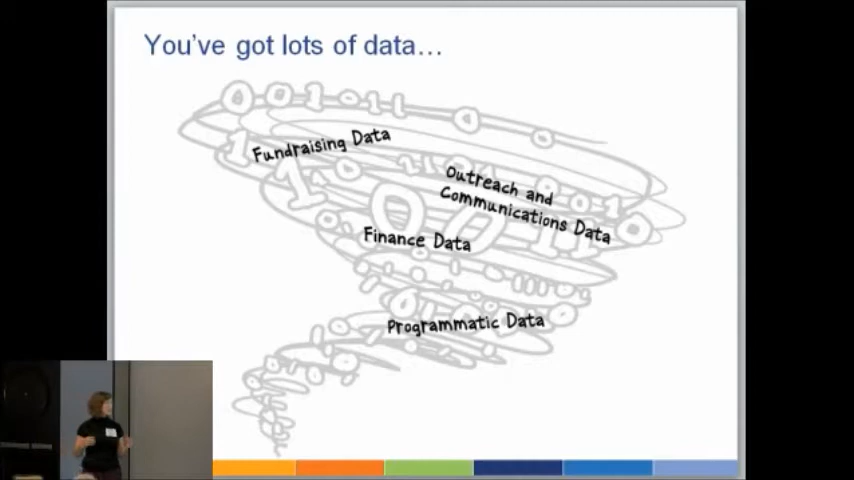 You've got lots of data...
Fundraising Data
Outreach and
Communications Data
Finance Data
Programmatic Data